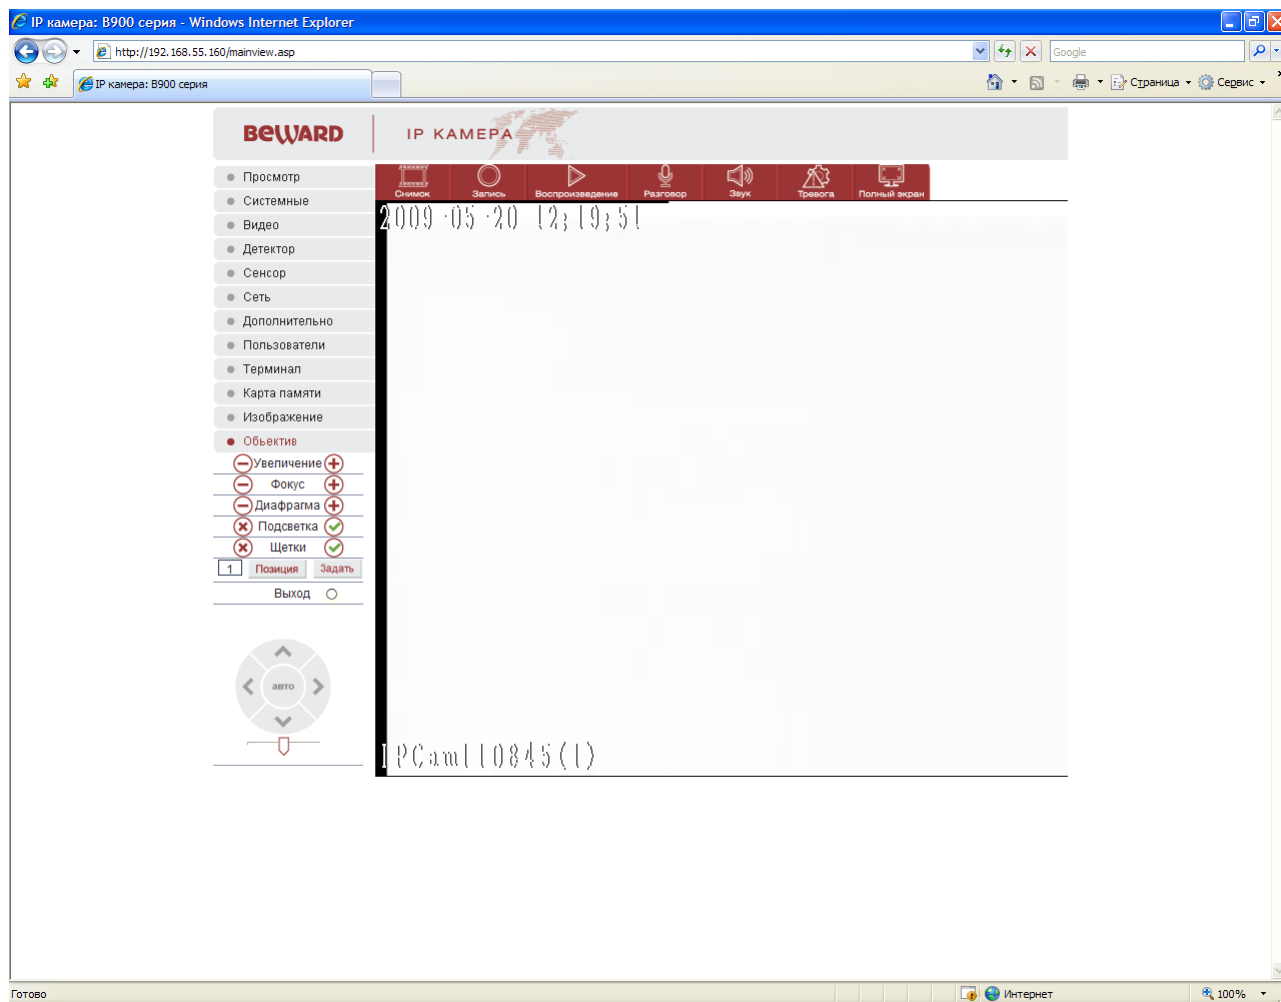 IP камера: B900 серия - Windows Internet Explorer
http://192.168.55.160/mainview.asp
Google
IP камера: B900 серия
Страница
Сервис
BEWARD
IP КАМЕРА
Просмотр
Системные
Видео
Детектор
Сенсор
Сеть
Дополнительно
Пользователи
Терминал
Карта памяти
Изображение
Обьектив
Увеличение
Фокус
Диафрагма
Подсветка
Щетки
1 Позиция Задать
Выход
авто
Снимок Запись Воспроизведение Разговор Звук Тревога Полный экран
2009-05-20 12:19:51
IPCam110845(1)
Готово
Интернет
100%